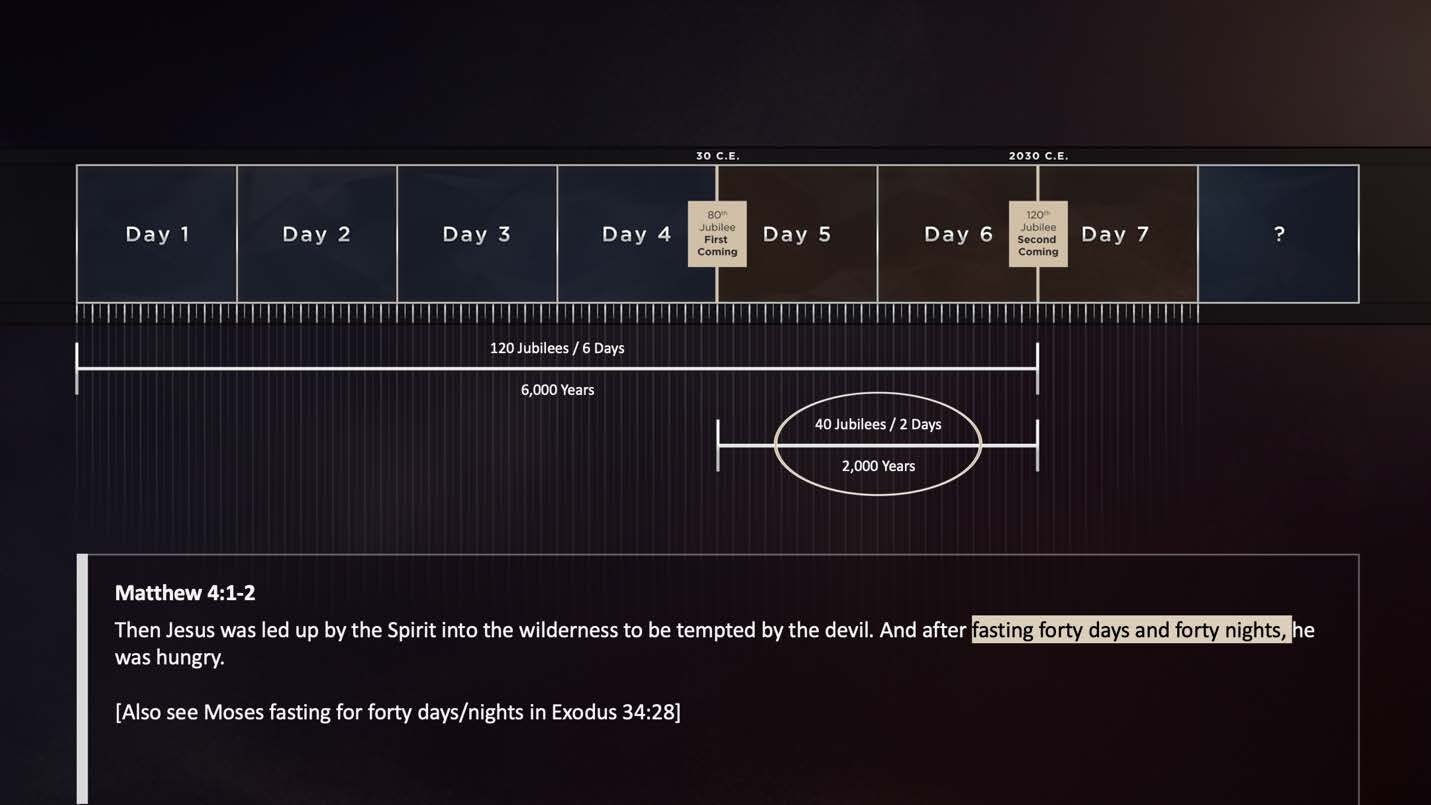 30 C.E.
2030 C.E.
Day 1
Day 2
Day 3
Day 4
80th
Jubilee
First
Coming
Day 5
Day 6
120th
Jubilee
Second
Coming
Day 7
?
120 Jubilees / 6 Days
6,000 Years
40 Jubilees / 2 Days
2,000 Years
Matthew 4:1-2
Then Jesus was led up by the Spirit into the wilderness to be tempted by the devil. And after fasting forty days and forty nights, he
was hungry.
[Also see Moses fasting for forty days/nights in Exodus 34:28]